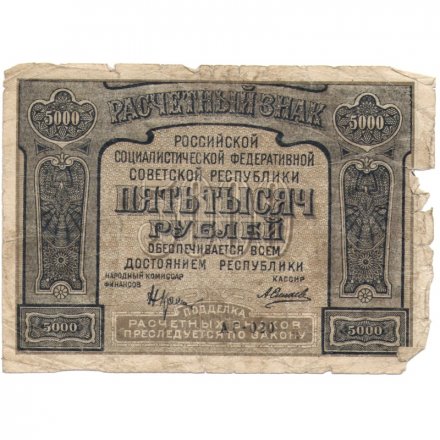 5000 5000
РАСЧЕТНЫЙ ЗНАК
РОССИЙСКОЙ
СОЦИАЛИСТИЧЕСКОЙ ФЕДЕРАТИВНОЙ
СОВЕТСКОЙ РЕСПУБЛИКИ
ПЯТЬ ТЫСЯЧ
РУБЛЕЙ
ОБЕСПЕЧИВАЕТСЯ ВСЕМ
ДОСТОЯНИЕМ РЕСПУБЛИКИ
НАРОДНЫЙ КОМИССАР
ФИНАНСОВ
КАССИР
ПОДДЕЛКА
РАСЧЕТНЫХ ЗНАКОВ
ПРЕСЛЕДУЕТСЯ ПО ЗАКОНУ
5000 5000